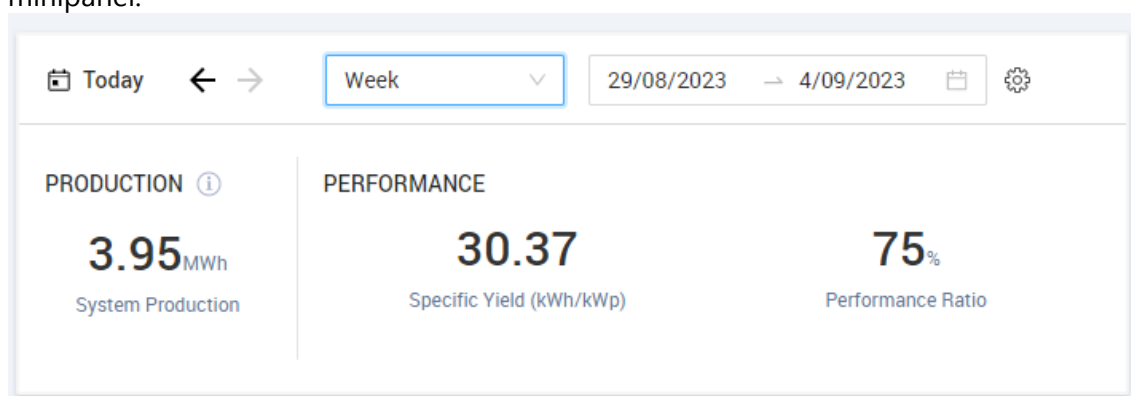 minipanel.
Today Week 29/08/2023 → 4/09/2023
PRODUCTION PERFORMANCE
3.95MWh 30.37 75%
System Production Specific Yield (kWh/kWp) Performance Ratio